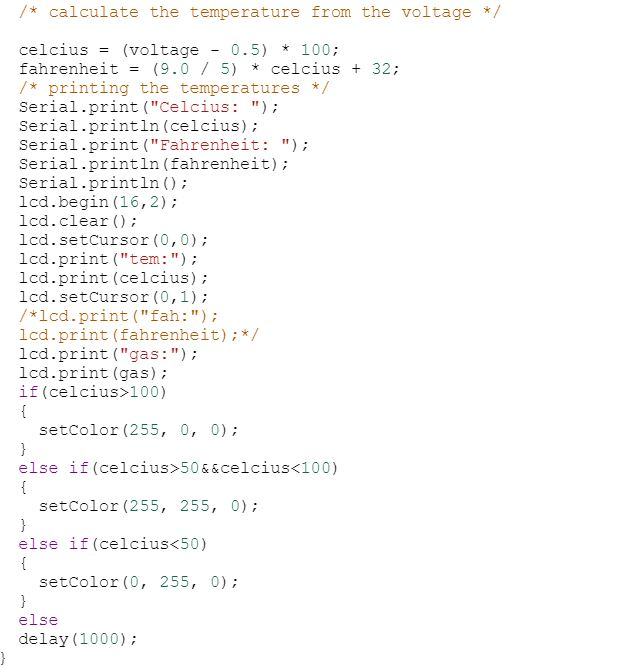 /* calculate the temperature from the voltage */
celcius = (voltage - 0.5) * 100;
fahrenheit = (9.0 / 5) * celcius + 32;
/* printing the temperatures */
Serial.print("Celcius: ");
Serial.println(celcius);
Serial.print("Fahrenheit: ");
Serial.println(fahrenheit);
Serial.println();
lcd.begin(16,2);
lcd.clear();
lcd.setCursor(0,0);
lcd.print("tem:");
lcd.print(celcius);
lcd.setCursor(0,1);
/*lcd.print("fah:");
lcd.print(fahrenheit);*/
lcd.print("gas:");
lcd.print(gas);
if(celcius>100)
{
setColor(255, 0, 0);
}
else if(celcius>50&&celcius<100)
{
setColor(255, 255, 0);
}
else if(celcius<50)
{
setColor(0, 255, 0);
}
else
delay(1000);
}